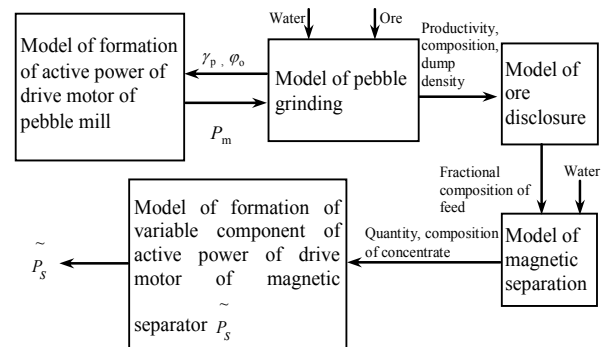 Water
Ore
Model of formation
of active power of
drive motor of
pebble mill
γp , φo
Pm
Model of pebble
grinding
Productivity,
composition,
dump
density
Model of
ore
disclosure
Fractional
composition of
feed
Water
Model of
magnetic
separation
Quantity, composition
of concentrate
Model of formation of
variable component of
active power of drive
motor of magnetic
separator P̃s
P̃s